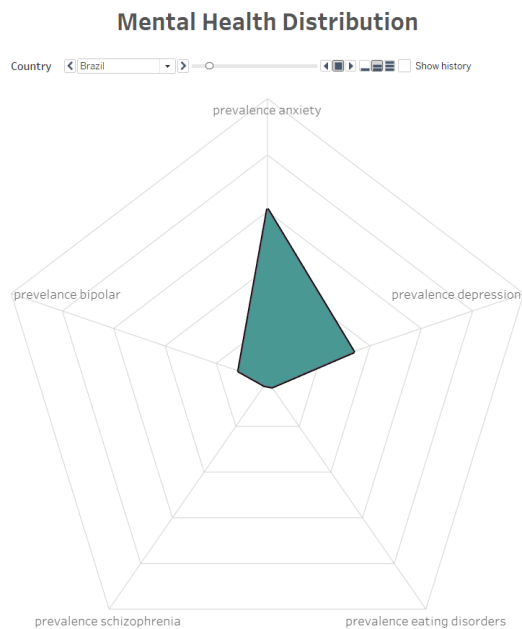 Mental Health Distribution
Country
Brazil
Show history
prevalence anxiety
prevelance bipolar
prevalence depression
prevalence schizophrenia
prevalence eating disorders